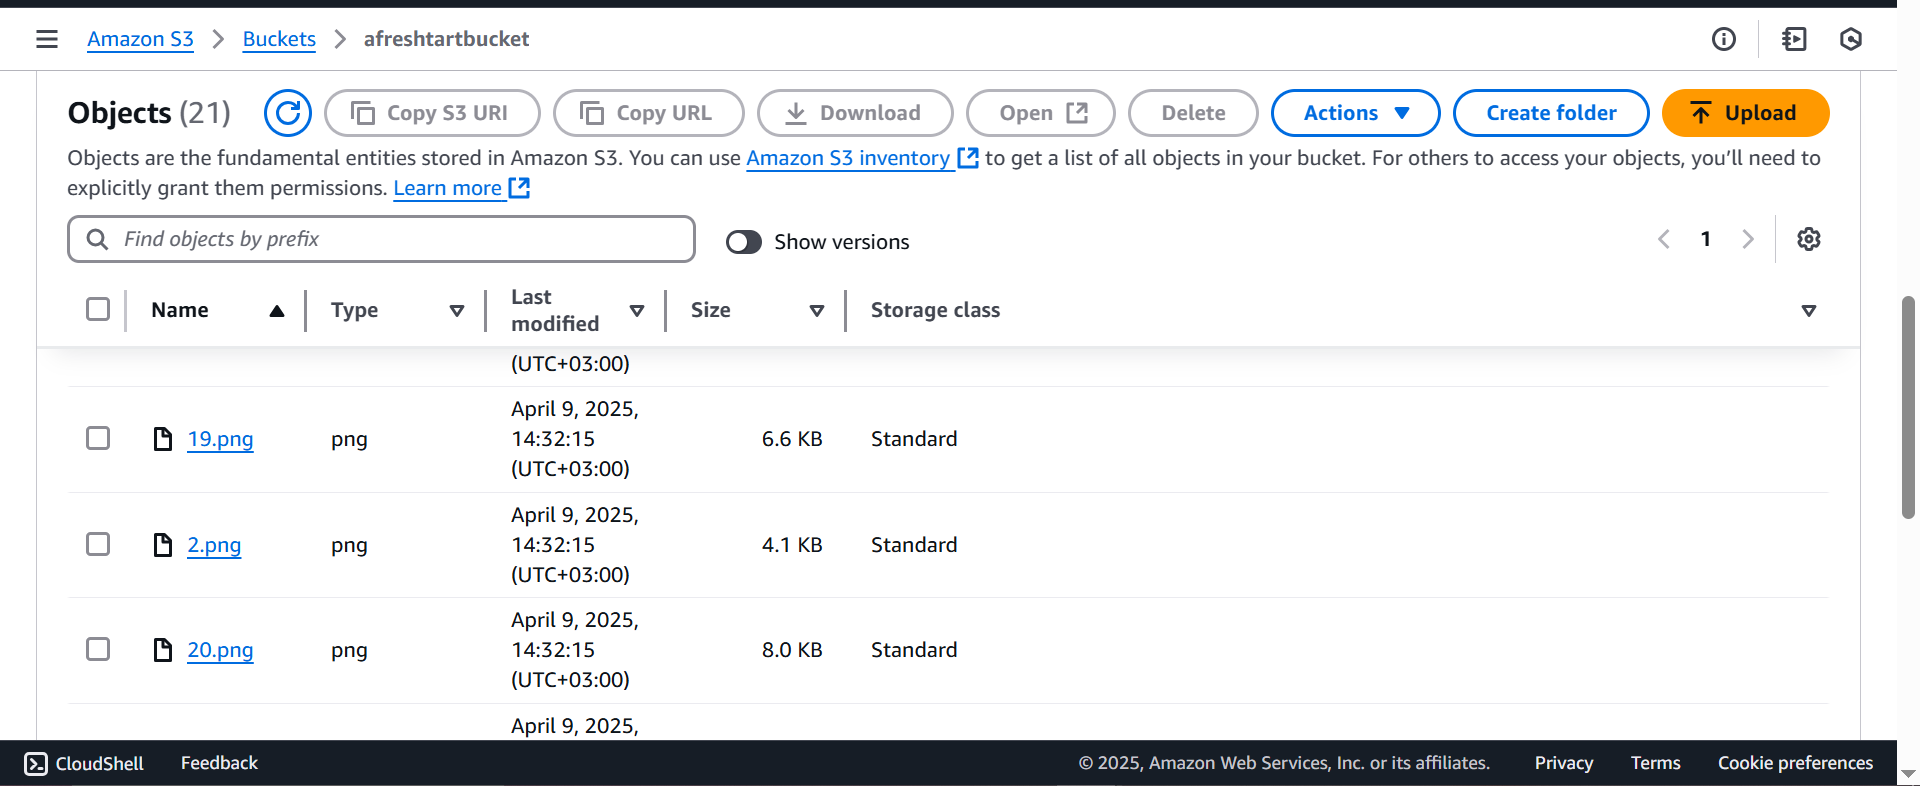 Amazon S3 > Buckets > afreshtartbucket
Objects (21) Copy S3 URI Copy URL Download Open Delete Actions Create folder Upload
Objects are the fundamental entities stored in Amazon S3. You can use Amazon S3 inventory to get a list of all objects in your bucket. For others to access your objects, you’ll need to
explicitly grant them permissions. Learn more
Find objects by prefix Show versions 1
Name Type Last modified Size Storage class
(UTC+03:00)
19.png png April 9, 2025, 14:32:15 (UTC+03:00) 6.6 KB Standard
2.png png April 9, 2025, 14:32:15 (UTC+03:00) 4.1 KB Standard
20.png png April 9, 2025, 14:32:15 (UTC+03:00) 8.0 KB Standard
April 9, 2025,
CloudShell Feedback © 2025, Amazon Web Services, Inc. or its affiliates. Privacy Terms Cookie preferences